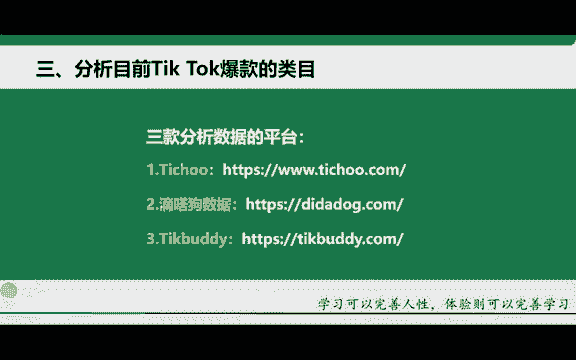 三、分析目前Tik Tok爆款的类目
三款分析数据的平台：
1.Tichoo：https://www.tichoo.com/
2.滴嗒狗数据：https://didadog.com/
3.Tikbuddy：https://tikbuddy.com/
学习可以完善人性，体验则可以完善学习